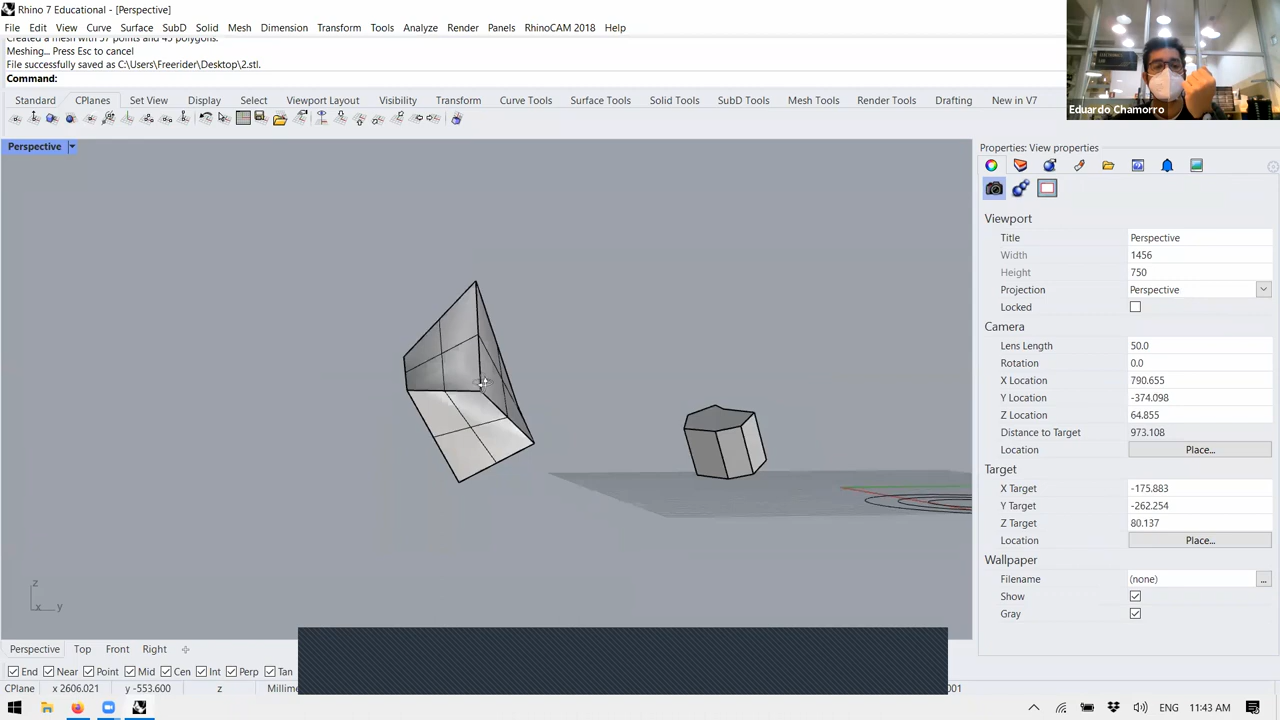 Rhino 7 Educational - [Perspective]
File Edit View Curve Surface SubD Solid Mesh Dimension Transform Tools Analyze Render Panels RhinoCAM 2018 Help
Meshing... Press Esc to cancel
File successfully saved as C:\Users\Freerider\Desktop\2.stl.
Command:
Standard CPlanes Set View Display Select Viewport Layout Visibility Transform Curve Tools Surface Tools Solid Tools SubD Tools Mesh Tools Render Tools Drafting New in V7
Eduardo Chamorro
Perspective
Properties: View properties
Viewport
Title Perspective
Width 1456
Height 750
Projection Perspective
Locked
Camera
Lens Length 50.0
Rotation 0.0
X Location 790.655
Y Location -374.098
Z Location 64.855
Distance to Target 973.108
Location Place...
Target
X Target -175.883
Y Target -262.254
Z Target 80.137
Location Place...
Wallpaper
Filename (none) ...
Show
Gray
z
x y
Perspective Top Front Right
End Near Point Mid Cen Int Perp Tan
CPlane x 2606.021 y -553.600 z
ENG 11:43 AM